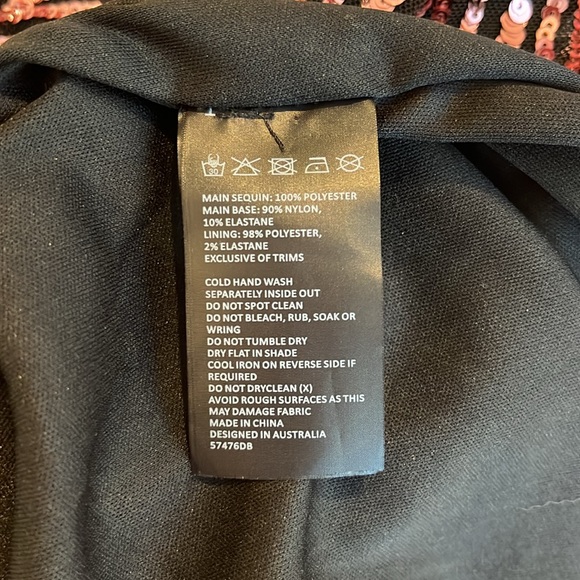 30
MAIN SEQUIN: 100% POLYESTER
MAIN BASE: 90% NYLON,
10% ELASTANE
LINING: 98% POLYESTER,
2% ELASTANE
EXCLUSIVE OF TRIMS
COLD HAND WASH
SEPARATELY INSIDE OUT
DO NOT SPOT CLEAN
DO NOT BLEACH, RUB, SOAK OR
WRING
DO NOT TUMBLE DRY
DRY FLAT IN SHADE
COOL IRON ON REVERSE SIDE IF
REQUIRED
DO NOT DRYCLEAN (X)
AVOID ROUGH SURFACES AS THIS
MAY DAMAGE FABRIC
MADE IN CHINA
DESIGNED IN AUSTRALIA
57476DB